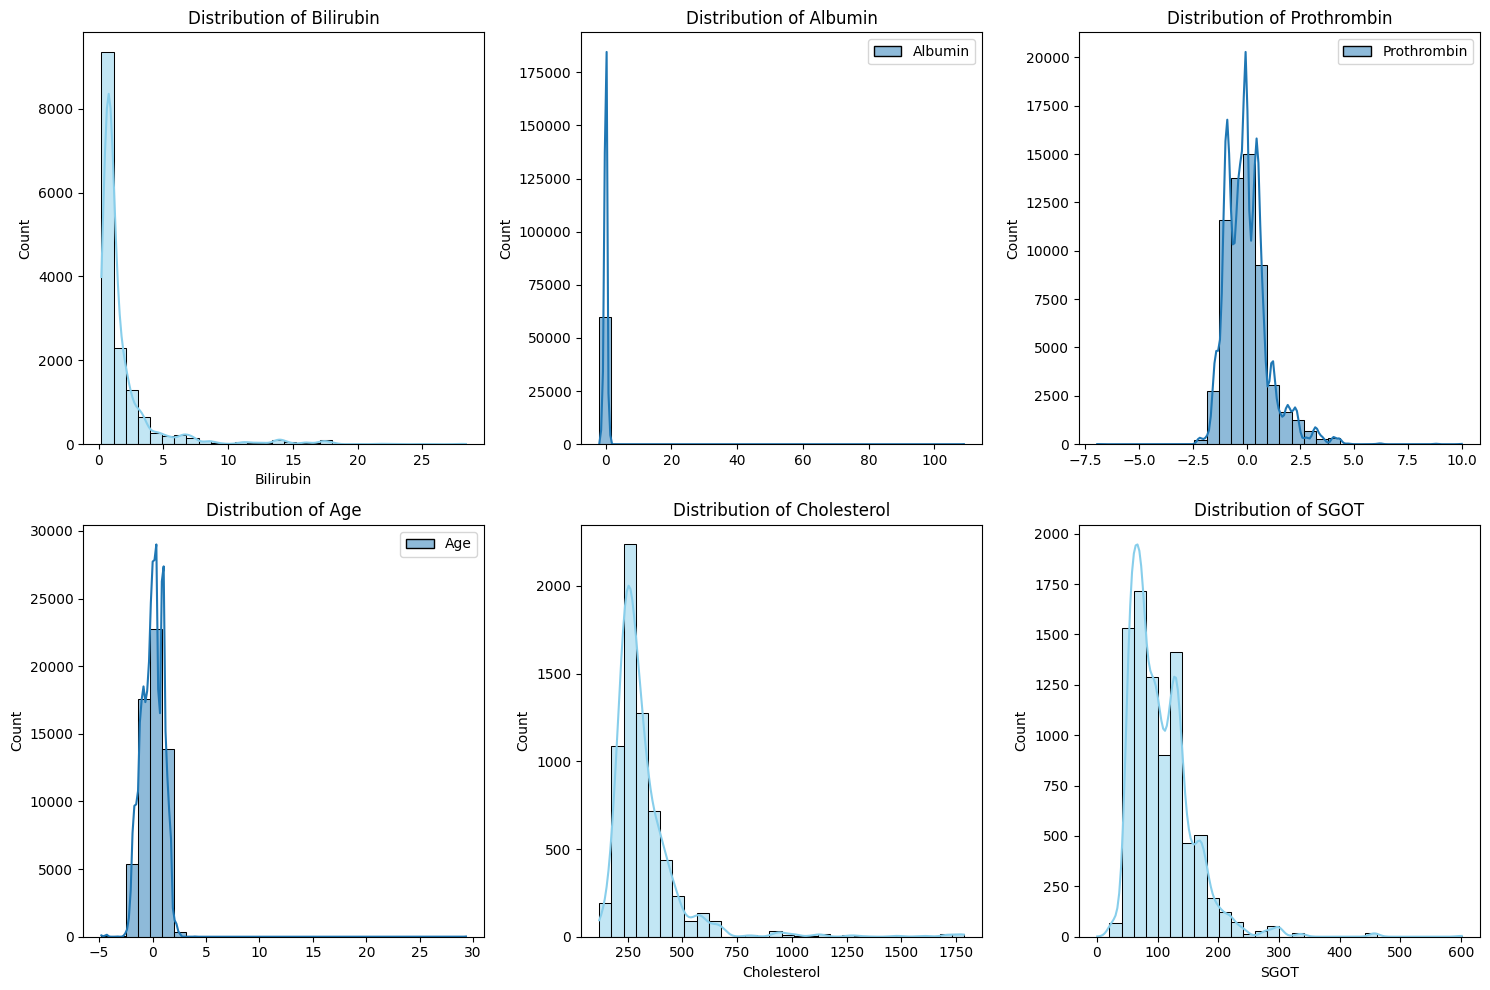 Distribution of Bilirubin
8000
6000
4000
2000
0
Count
0 5 10 15 20 25
Bilirubin
Distribution of Albumin
Albumin
175000
150000
125000
100000
75000
50000
25000
0
Count
0 20 40 60 80 100
Distribution of Prothrombin
Prothrombin
20000
17500
15000
12500
10000
7500
5000
2500
0
Count
−7.5 −5.0 −2.5 0.0 2.5 5.0 7.5 10.0
Distribution of Age
Age
30000
25000
20000
15000
10000
5000
0
Count
−5 0 5 10 15 20 25 30
Distribution of Cholesterol
2000
1500
1000
500
0
Count
250 500 750 1000 1250 1500 1750
Cholesterol
Distribution of SGOT
2000
1750
1500
1250
1000
750
500
250
0
Count
0 100 200 300 400 500 600
SGOT